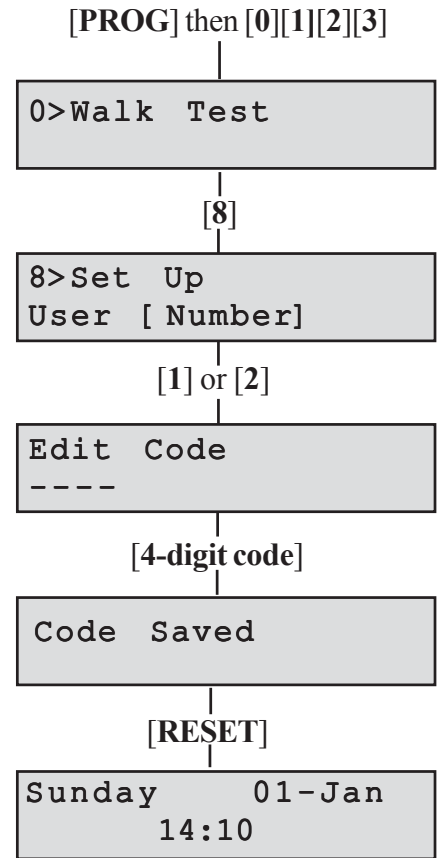 [PROG] then [0][1][2][3]
0>Walk Test
[8]
8>Set Up
User [ Number]
[1] or [2]
Edit Code
----
[4-digit code]
Code Saved
[RESET]
Sunday 01-Jan
14:10